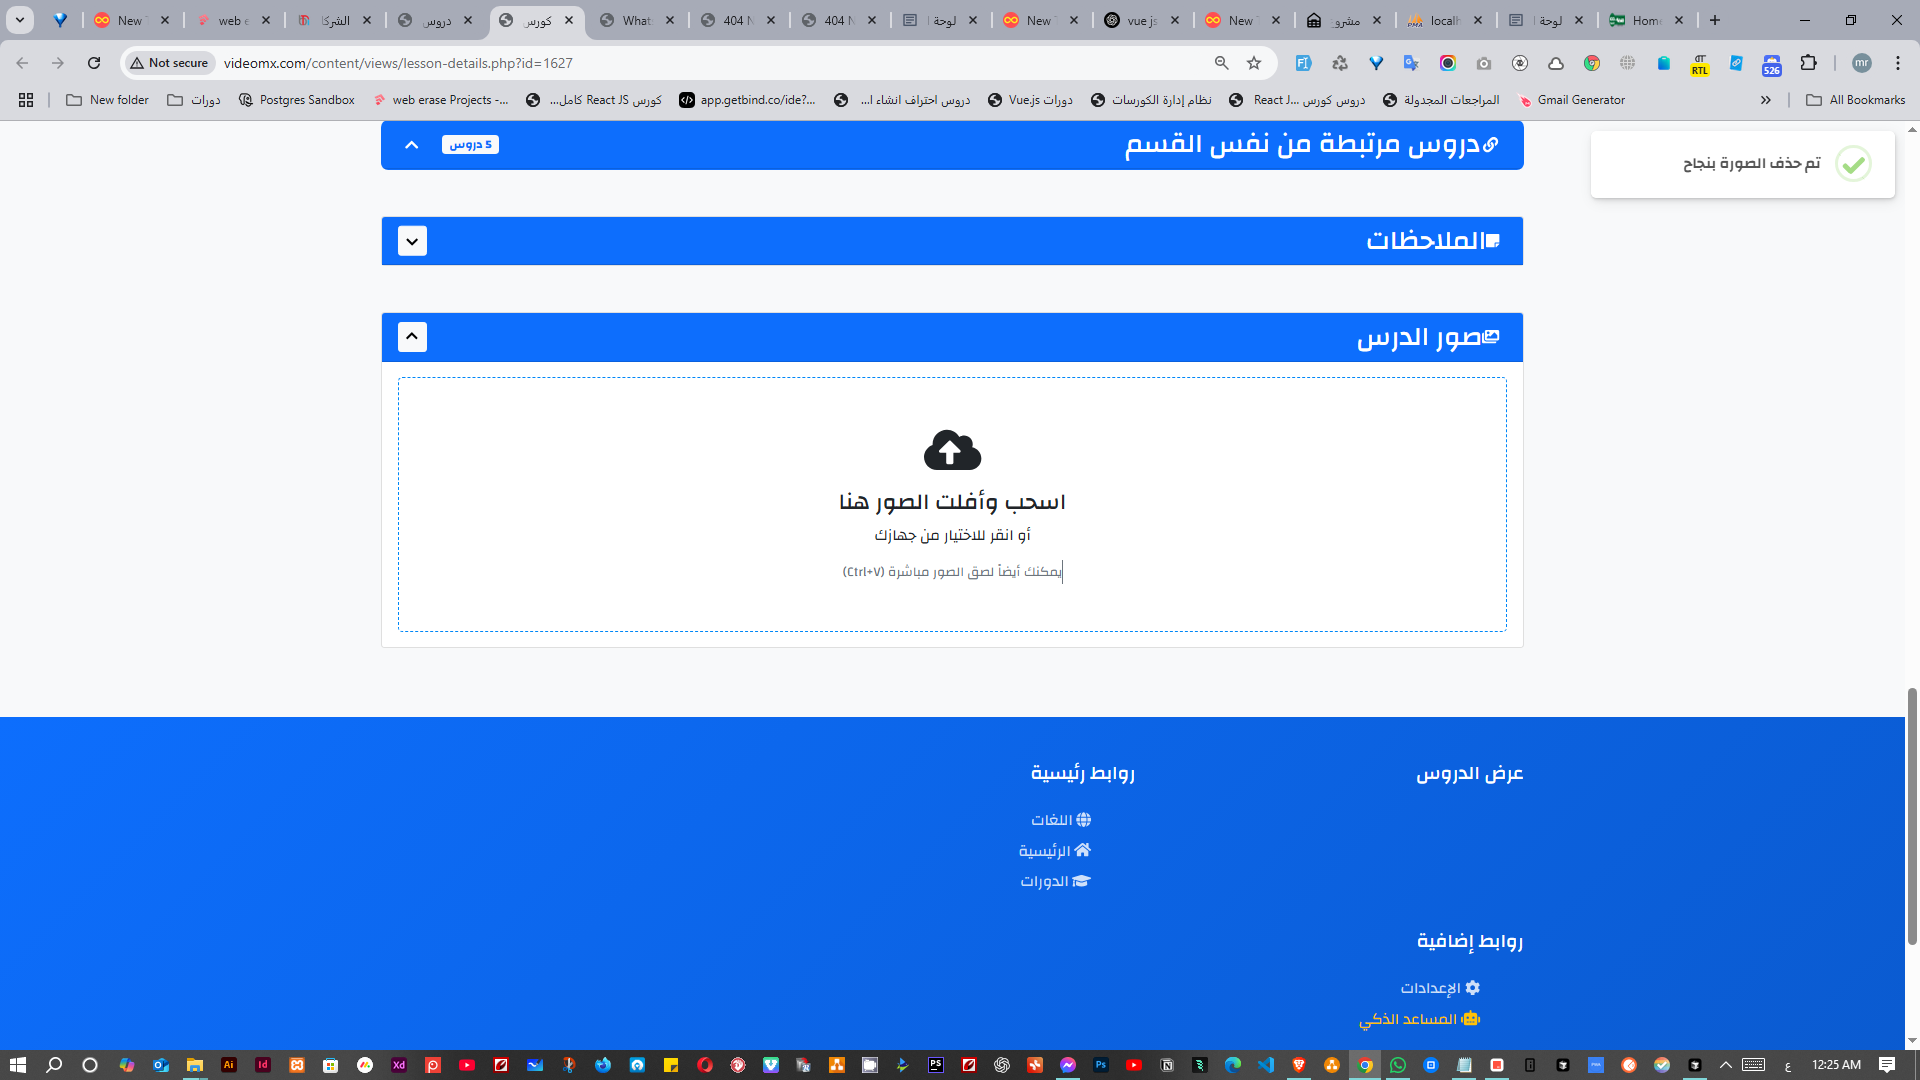 New T
web e
الشركا
دروس
كورس
What
404 N
404 N
لوحة ا
New T
vue js
New T
مشروع
localh
لوحة ا
Home
Not secure
videomx.com/content/views/lesson-details.php?id=1627
RTL
526
mr
New folder
دورات
Postgres Sandbox
web erase Projects -...
كورس React JS كامل...
app.getbind.co/ide?...
دروس احتراف انشاء ا...
دورات Vue.js
نظام إدارة الكورسات
دروس كورس React J...
المراجعات المجدولة
Gmail Generator
All Bookmarks
دروس مرتبطة من نفس القسم
5 دروس
تم حذف الصورة بنجاح
الملاحظات
صور الدرس
اسحب وأفلت الصور هنا
أو انقر للاختيار من جهازك
يمكنك أيضاً لصق الصور مباشرة (Ctrl+V)
عرض الدروس
روابط رئيسية
اللغات
الرئيسية
الدورات
روابط إضافية
الإعدادات
المساعد الذكي
ع
12:25 AM